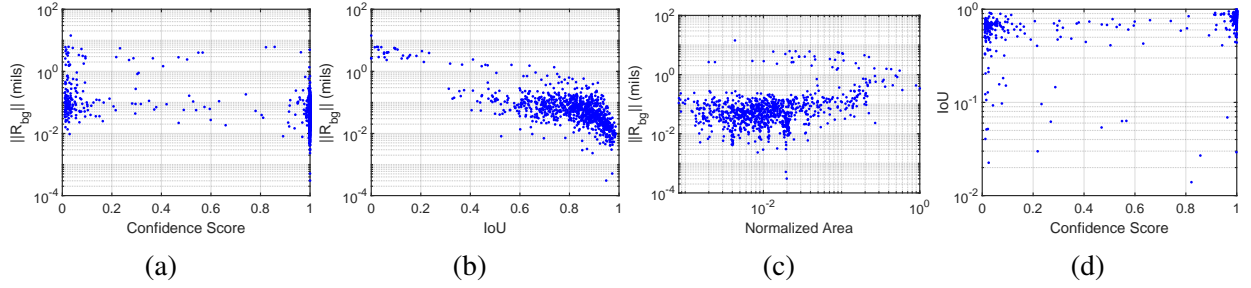 10^2
10^0
10^-2
10^-4
||R_bg|| (mils)
0 0.2 0.4 0.6 0.8 1
Confidence Score
(a)
10^2
10^0
10^-2
10^-4
||R_bg|| (mils)
0 0.2 0.4 0.6 0.8 1
IoU
(b)
10^2
10^0
10^-2
10^-4
||R_bg|| (mils)
10^-2 10^0
Normalized Area
(c)
10^0
10^-1
10^-2
IoU
0 0.2 0.4 0.6 0.8 1
Confidence Score
(d)